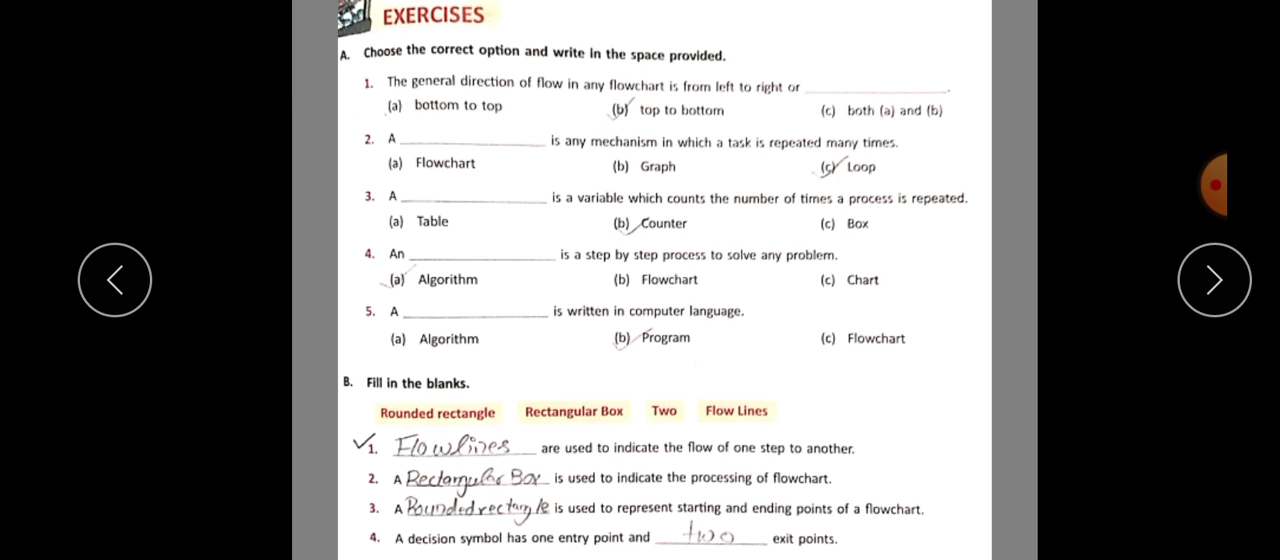 EXERCISES
A. Choose the correct option and write in the space provided.
1. The general direction of flow in any flowchart is from left to right or ____________.
(a) bottom to top (b) top to bottom (c) both (a) and (b)
2. A ____________ is any mechanism in which a task is repeated many times.
(a) Flowchart (b) Graph (c) Loop
3. A ____________ is a variable which counts the number of times a process is repeated.
(a) Table (b) Counter (c) Box
4. An ____________ is a step by step process to solve any problem.
(a) Algorithm (b) Flowchart (c) Chart
5. A ____________ is written in computer language.
(a) Algorithm (b) Program (c) Flowchart
B. Fill in the blanks.
Rounded rectangle Rectangular Box Two Flow Lines
1. Flowlines are used to indicate the flow of one step to another.
2. A Rectangular Box is used to indicate the processing of flowchart.
3. A Rounded rectangle is used to represent starting and ending points of a flowchart.
4. A decision symbol has one entry point and two exit points.